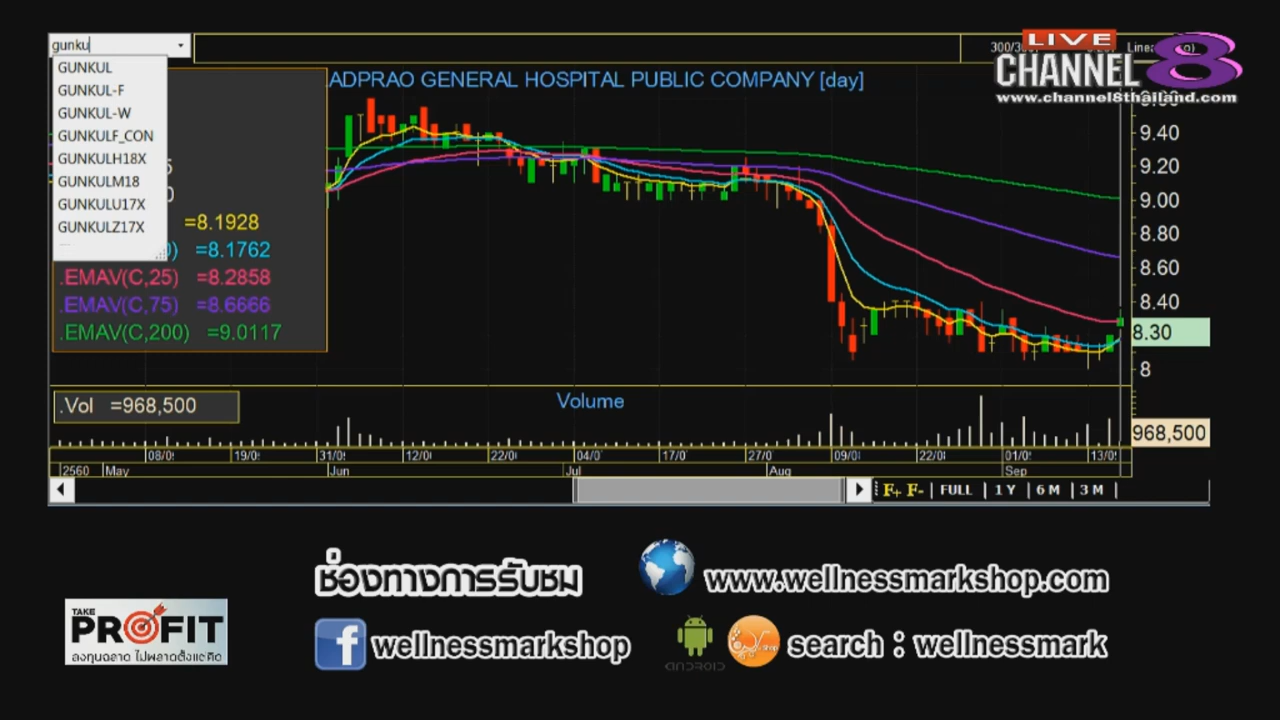 gunku
GUNKUL
GUNKUL-F
GUNKUL-W
GUNKULF_CON
GUNKULH18X
GUNKULM18
GUNKULU17X
GUNKULZ17X
ADPRAO GENERAL HOSPITAL PUBLIC COMPANY [day]
LIVE
CHANNEL 8
www.channel8thailand.com
=8.1928
=8.1762
.EMAV(C,25) =8.2858
.EMAV(C,75) =8.6666
.EMAV(C,200) =9.0117
9.40
9.20
9.00
8.80
8.60
8.40
8.30
8
.Vol =968,500
Volume
968,500
08/0 19/0 31/0 12/0 22/0 04/0 17/0 27/0 09/0 22/0 01/0 13/0
2560 May Jun Jul Aug Sep
F+ F- FULL 1 Y 6 M 3 M
ช่องทางการรับชม
www.wellnessmarkshop.com
TAKE
PROFIT
ลงทุนฉลาด ไม่พลาดตั้งแต่คิด
wellnessmarkshop
ANDROID
search : wellnessmark